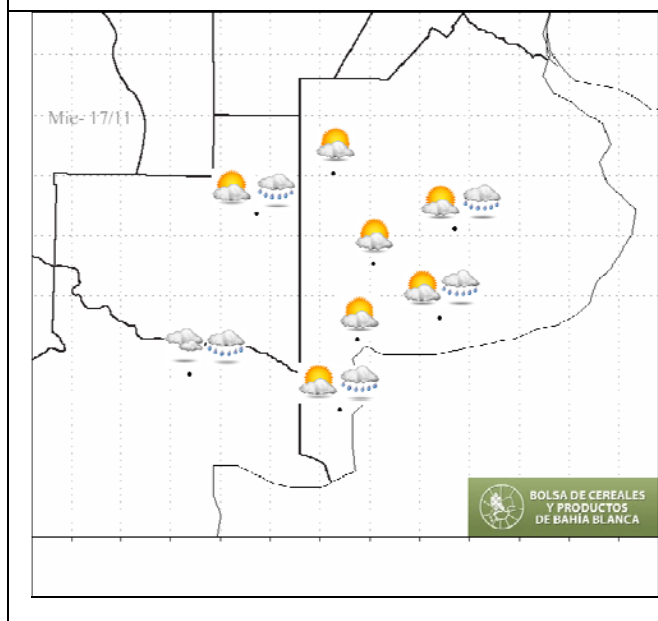 Mie- 17/11
BOLSA DE CEREALES
Y PRODUCTOS
DE BAHÍA BLANCA